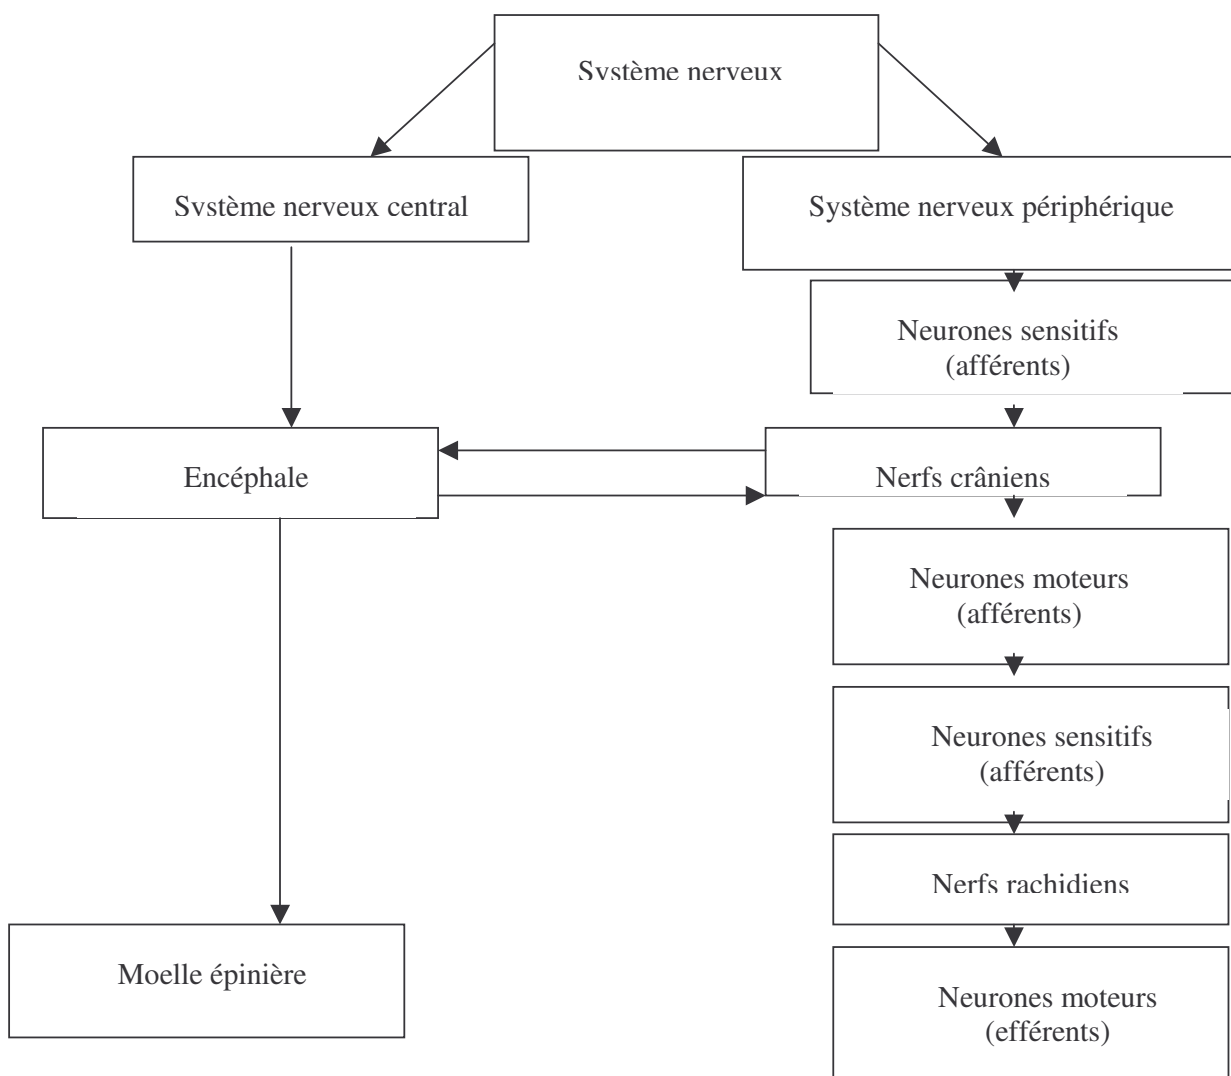 Système nerveux
Système nerveux central
Système nerveux périphérique
Neurones sensitifs
(afférents)
Encéphale
Nerfs crâniens
Neurones moteurs
(afférents)
Neurones sensitifs
(afférents)
Nerfs rachidiens
Moelle épinière
Neurones moteurs
(efférents)